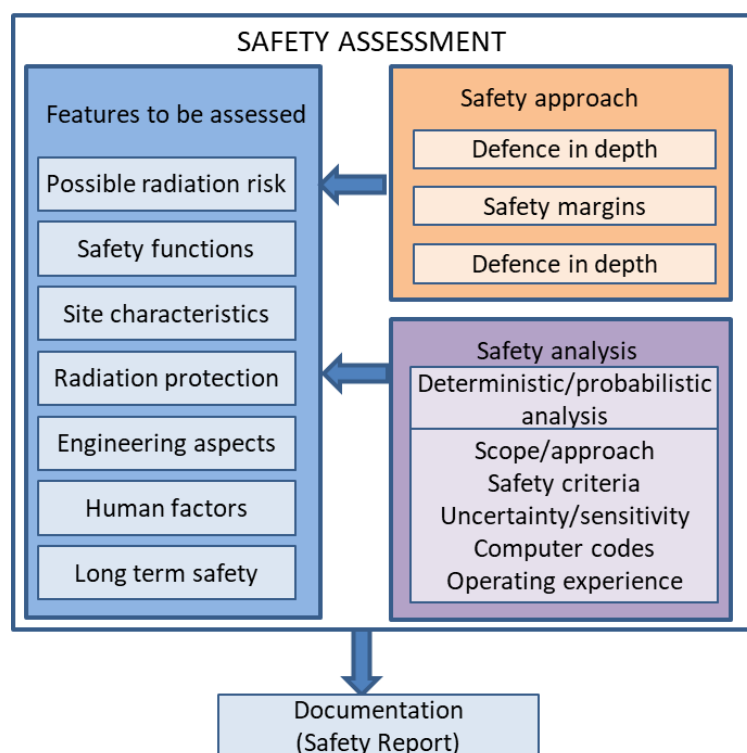 SAFETY ASSESSMENT
Features to be assessed
Possible radiation risk
Safety functions
Site characteristics
Radiation protection
Engineering aspects
Human factors
Long term safety
Safety approach
Defence in depth
Safety margins
Defence in depth
Safety analysis
Deterministic/probabilistic
analysis
Scope/approach
Safety criteria
Uncertainty/sensitivity
Computer codes
Operating experience
Documentation
(Safety Report)